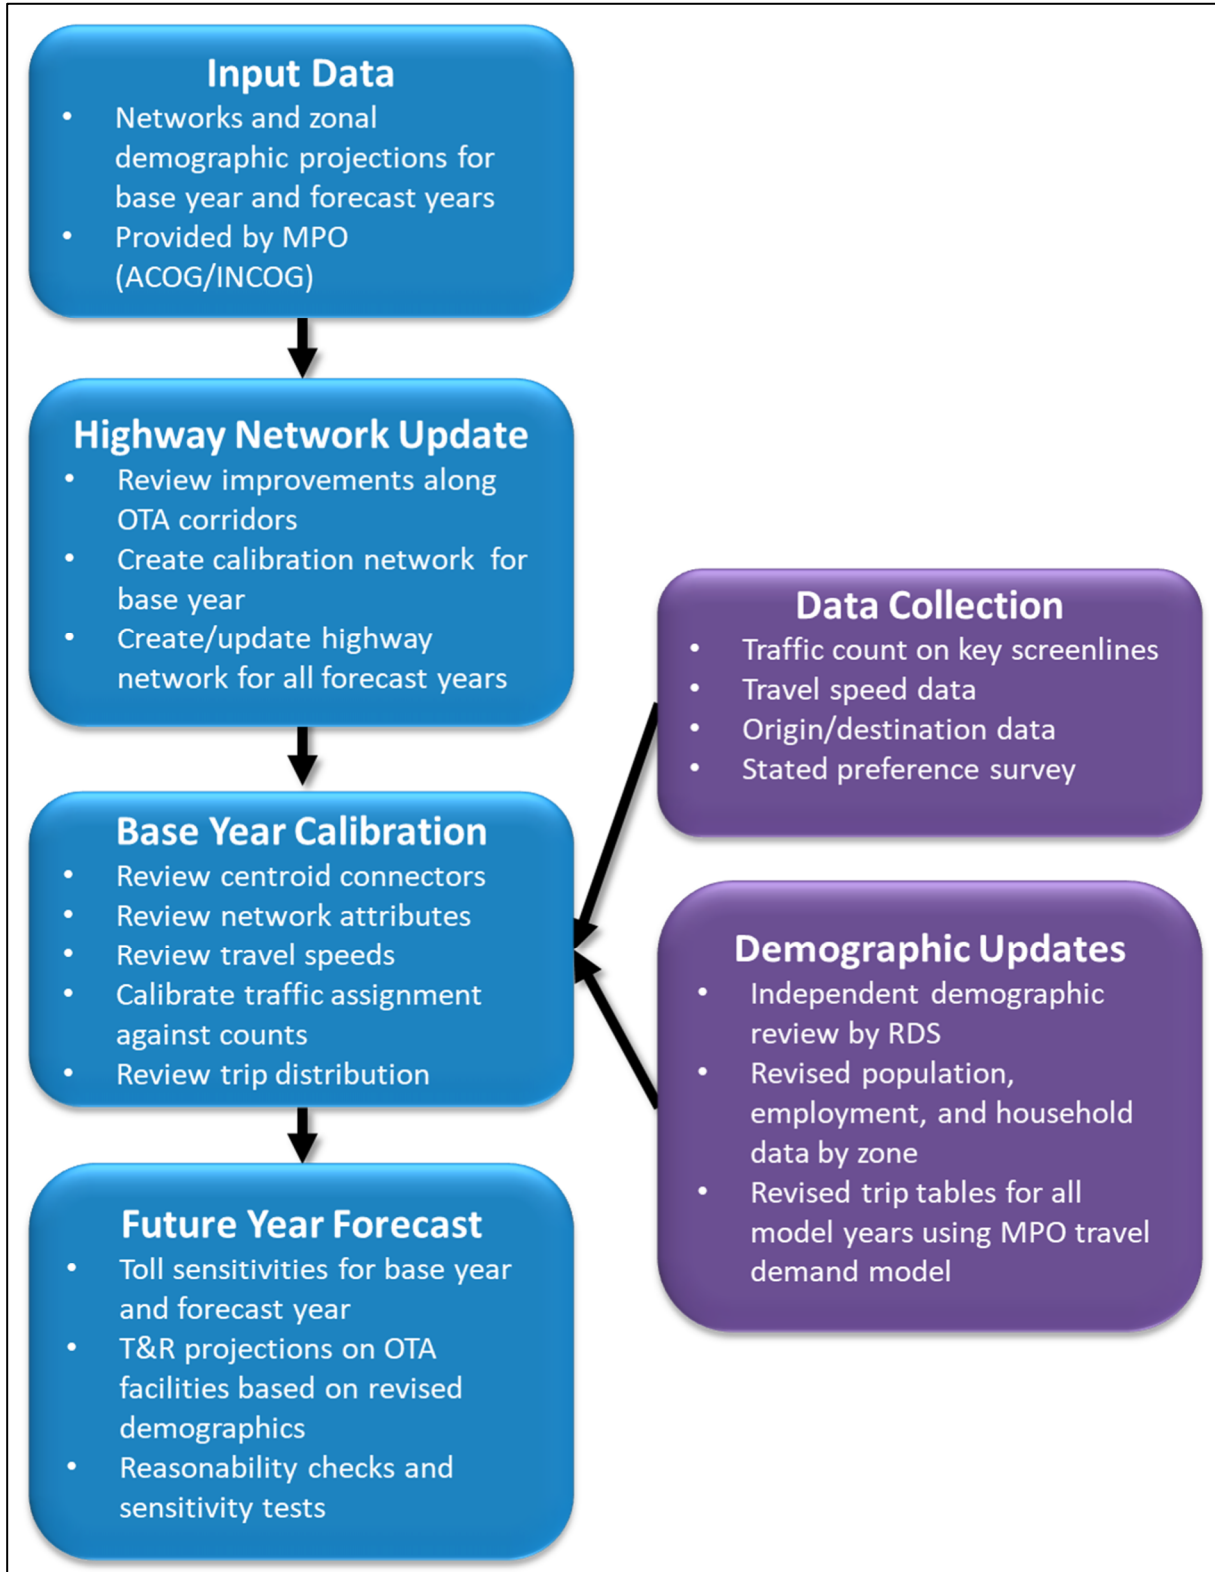 Input Data
• Networks and zonal
demographic projections for
base year and forecast years
• Provided by MPO
(ACOG/INCOG)
Highway Network Update
• Review improvements along
OTA corridors
• Create calibration network for
base year
• Create/update highway
network for all forecast years
Base Year Calibration
• Review centroid connectors
• Review network attributes
• Review travel speeds
• Calibrate traffic assignment
against counts
• Review trip distribution
Future Year Forecast
• Toll sensitivities for base year
and forecast year
• T&R projections on OTA
facilities based on revised
demographics
• Reasonability checks and
sensitivity tests
Data Collection
• Traffic count on key screenlines
• Travel speed data
• Origin/destination data
• Stated preference survey
Demographic Updates
• Independent demographic
review by RDS
• Revised population,
employment, and household
data by zone
• Revised trip tables for all
model years using MPO travel
demand model